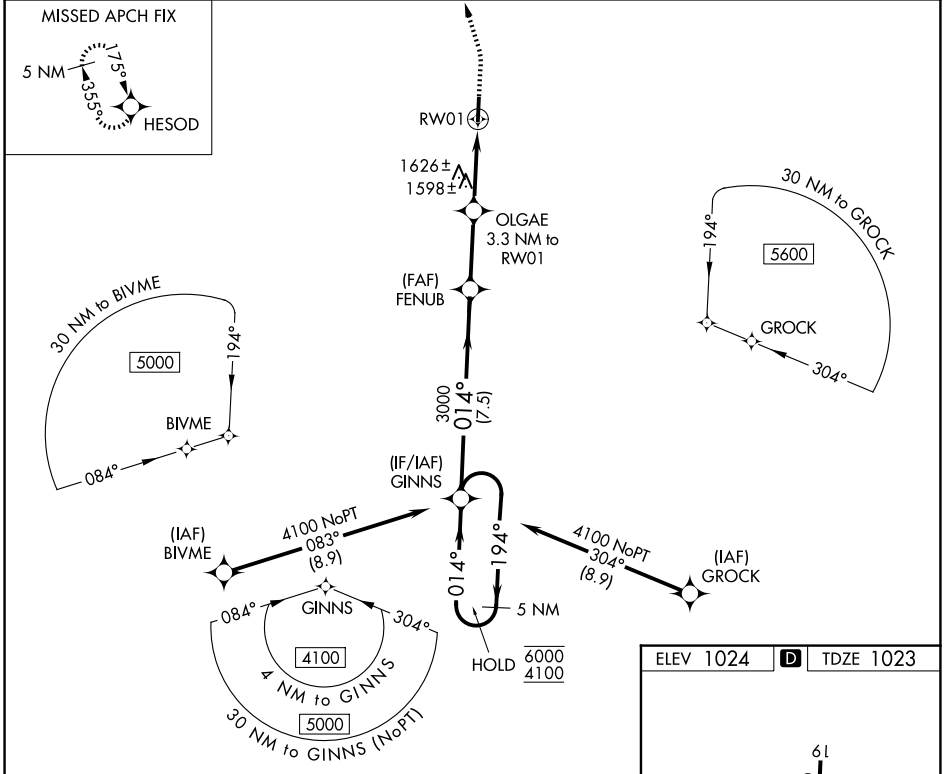 MISSED APCH FIX
5 NM
175°
355°
HESOD
RW01
1626±
1598±
OLGAE
3.3 NM to
RW01
(FAF)
FENUB
30 NM to GROCK
194°
5600
GROCK
304°
30 NM to BIVME
194°
5000
BIVME
084°
3000
014°
(7.5)
(IF/IAF)
GINNS
(IAF)
BIVME
4100 NoPT
083°
(8.9)
4100 NoPT
304°
(8.9)
(IAF)
GROCK
014°
194°
5 NM
HOLD
6000
4100
084°
GINNS
304°
4100
4 NM to GINNS
5000
30 NM to GINNS (NoPT)
ELEV 1024
D
TDZE 1023
19